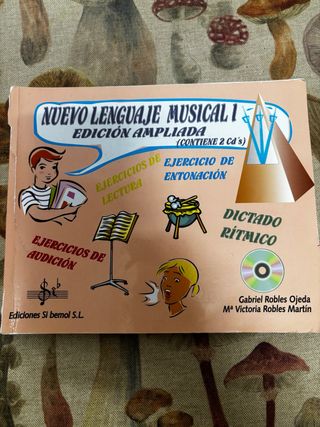 NUEVO LENGUAJE MUSICAL I
EDICIÓN AMPLIADA
(CONTIENE 2 Cd´s)
EJERCICIOS DE
LECTURA
EJERCICIO DE
ENTONACIÓN
DICTADO
RÍTMICO
EJERCICIOS DE
AUDICIÓN
Gabriel Robles Ojeda
Mª Victoria Robles Martín
Si b
Ediciones Si bemol S.L.